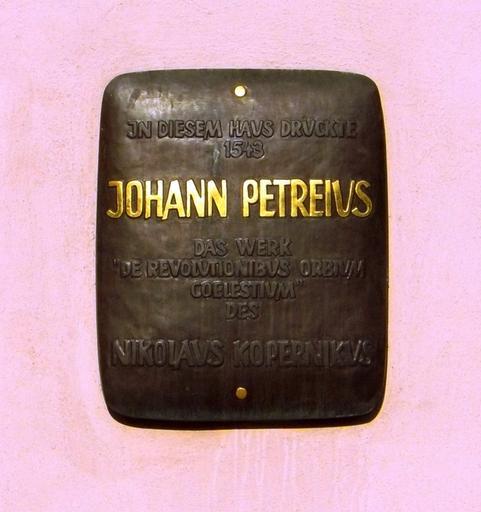 JN DIESEM HAVS DRVCKTE
1543
JOHANN PETREIVS
DAS WERK
"DE REVOLVTIONIBVS ORBIVM
COELESTIVM"
DES
NIKOLAVS KOPERNIKVS